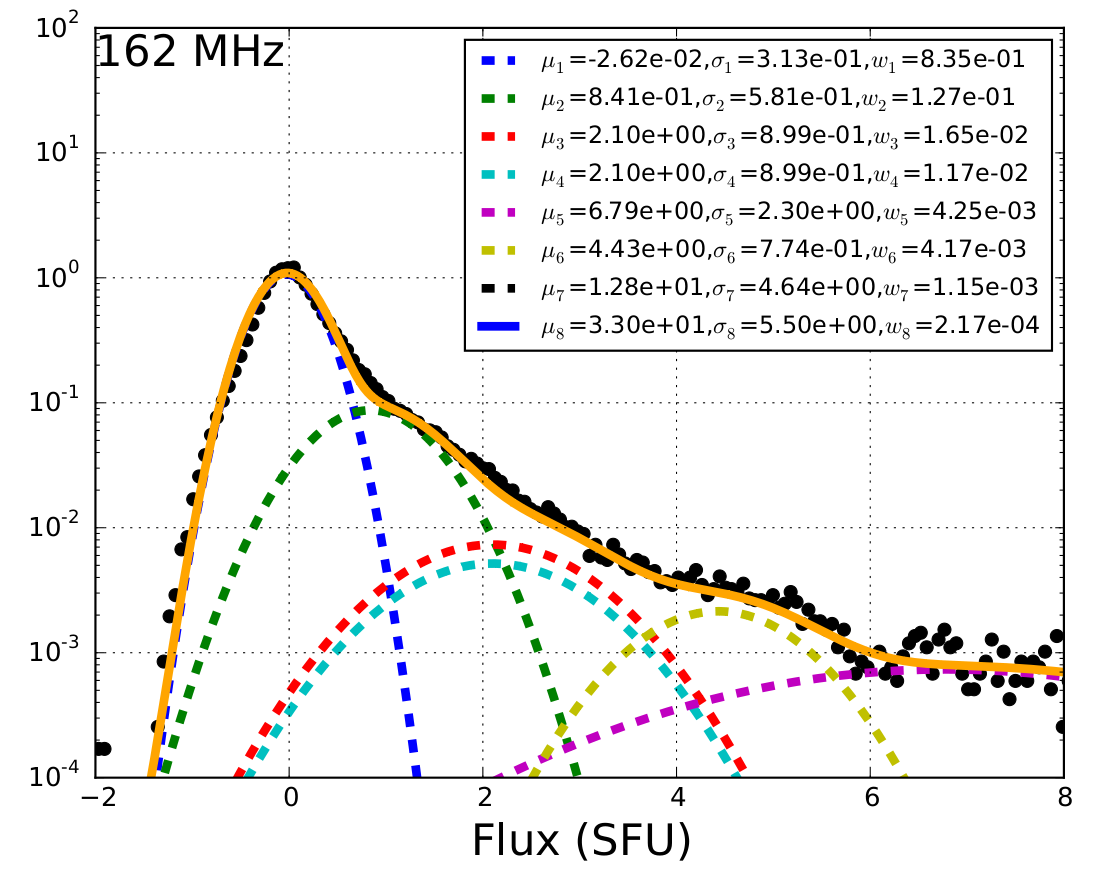 162 MHz
μ₁=-2.62e-02,σ₁=3.13e-01,w₁=8.35e-01
μ₂=8.41e-01,σ₂=5.81e-01,w₂=1.27e-01
μ₃=2.10e+00,σ₃=8.99e-01,w₃=1.65e-02
μ₄=2.10e+00,σ₄=8.99e-01,w₄=1.17e-02
μ₅=6.79e+00,σ₅=2.30e+00,w₅=4.25e-03
μ₆=4.43e+00,σ₆=7.74e-01,w₆=4.17e-03
μ₇=1.28e+01,σ₇=4.64e+00,w₇=1.15e-03
μ₈=3.30e+01,σ₈=5.50e+00,w₈=2.17e-04
10²
10¹
10⁰
10⁻¹
10⁻²
10⁻³
10⁻⁴
−2 0 2 4 6 8
Flux (SFU)